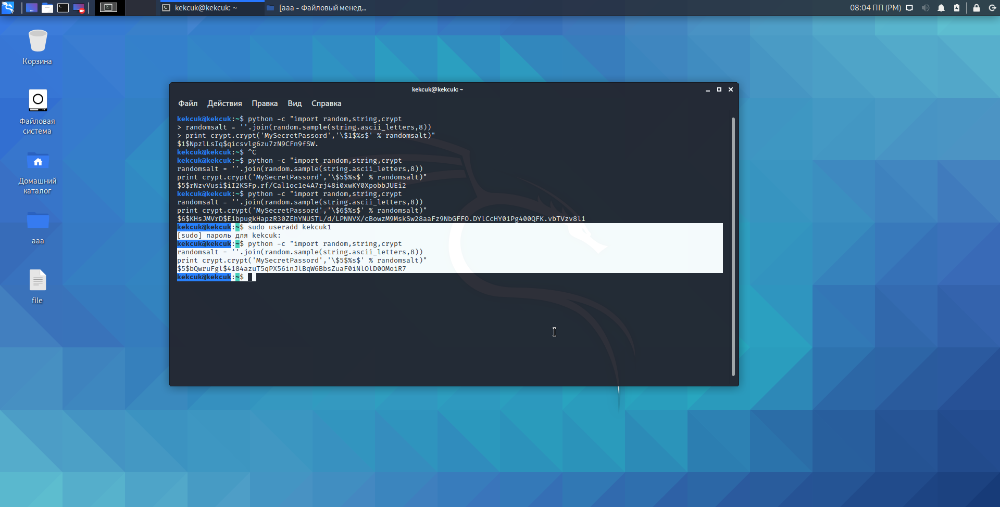 kekcuk@kekcuk: ~
[aaa - Файловый менед...
08:04 ПП (PM)
Корзина
Файловая
система
Домашний
каталог
aaa
file
kekcuk@kekcuk: ~
Файл Действия Правка Вид Справка
kekcuk@kekcuk:~$ python -c "import random,string,crypt
> randomsalt = ''.join(random.sample(string.ascii_letters,8))
> print crypt.crypt('MySecretPassord','\$1$%s$' % randomsalt)"
$1$NpzlLsIq$qicsvlg6zu7zN9CFn9fSW.
kekcuk@kekcuk:~$ ^C
kekcuk@kekcuk:~$ python -c "import random,string,crypt
randomsalt = ''.join(random.sample(string.ascii_letters,8))
print crypt.crypt('MySecretPassord','\$5$%s$' % randomsalt)"
$5$rNzvVusi$iI2KSFp.rf/Cal1oc1e4A7rj48i0xwKY0XpobbJUEi2
kekcuk@kekcuk:~$ python -c "import random,string,crypt
randomsalt = ''.join(random.sample(string.ascii_letters,8))
print crypt.crypt('MySecretPassord','\$6$%s$' % randomsalt)"
$6$KHsJMVrD$E1bpugkHapzR30ZEhYNUSTL/d/LPNNVX/cBowzM9MskSw28aaFz9NbGFFO.DYlCcHY01Pg400QFK.vbTVzv8l1
kekcuk@kekcuk:~$ sudo useradd kekcuk1
[sudo] пароль для kekcuk:
kekcuk@kekcuk:~$ python -c "import random,string,crypt
randomsalt = ''.join(random.sample(string.ascii_letters,8))
print crypt.crypt('MySecretPassord','\$5$%s$' % randomsalt)"
$5$bQwruFgl$4184azuT5qPX56inJlBqW6BbsZuaF0iNlOlD0OMoiR7
kekcuk@kekcuk:~$